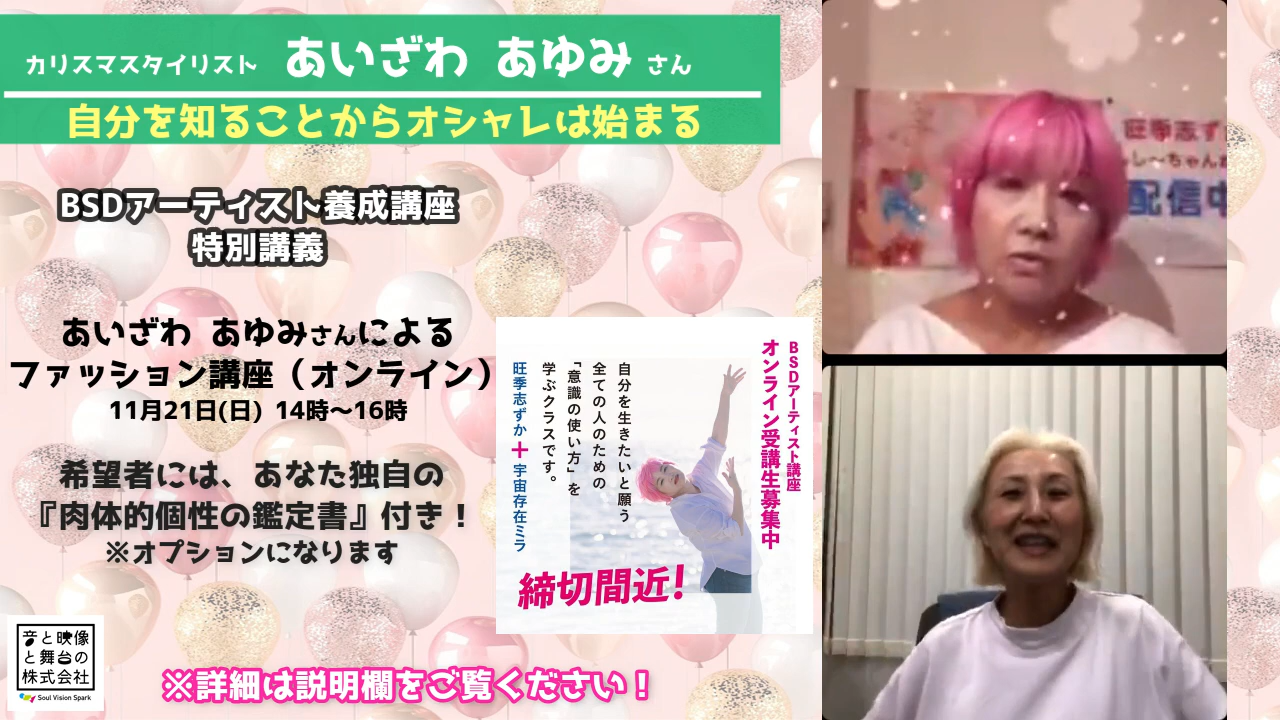 カリスマスタイリスト あいざわ あゆみ さん
自分を知ることからオシャレは始まる
BSDアーティスト養成講座
特別講義
あいざわ あゆみさんによる
ファッション講座(オンライン)
11月21日(日) 14時～16時
希望者には、あなた独自の
『肉体的個性の鑑定書』付き！
※オプションになります
BSDアーティスト講座
オンライン受講生募集中
自分を生きたいと願う
全ての人のための
「意識の使い方」を
学ぶクラスです。
旺季志ずか＋宇宙存在ミラ
締切間近!
音と映像
と舞台の
株式会社
Soul Vision Spark
※詳細は説明欄をご覧ください！
旺季志ず
し～ちゃん
配信中